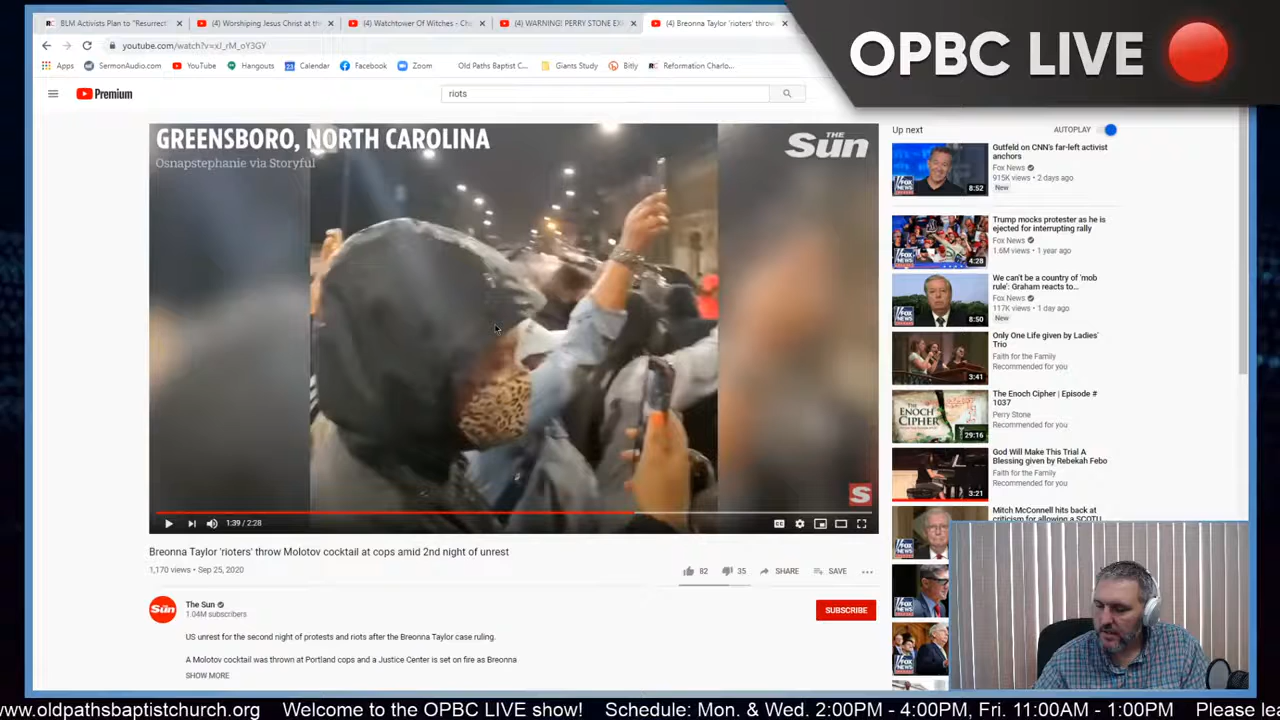 BLM Activists Plan to "Resurrect
(4) Worshiping Jesus Christ at th
(4) Watchtower Of Witches - Cha
(4) WARNING! PERRY STONE EX
(4) Breonna Taylor 'rioters' throw
OPBC LIVE
youtube.com/watch?v=xJ_rM_oY3GY
Apps
SermonAudio.com
YouTube
Hangouts
Calendar
Facebook
Zoom
Old Paths Baptist C...
Giants Study
Bitly
Reformation Charlo...
Premium
riots
GREENSBORO, NORTH CAROLINA
Osnapstephanie via Storyful
THE Sun
1:39 / 2:28
Breonna Taylor 'rioters' throw Molotov cocktail at cops amid 2nd night of unrest
1,170 views • Sep 25, 2020
82
35
SHARE
SAVE
The Sun
1.04M subscribers
SUBSCRIBE
US unrest for the second night of protests and riots after the Breonna Taylor case ruling.
A Molotov cocktail was thrown at Portland cops and a Justice Center is set on fire as Breonna
SHOW MORE
Up next
AUTOPLAY
Gutfeld on CNN's far-left activist
anchors
Fox News
915K views • 2 days ago
New
8:52
Trump mocks protester as he is
ejected for interrupting rally
Fox News
1.6M views • 1 year ago
4:28
We can't be a country of 'mob
rule': Graham reacts to...
Fox News
117K views • 1 day ago
New
8:50
Only One Life given by Ladies'
Trio
Faith for the Family
Recommended for you
3:41
The Enoch Cipher | Episode #
1037
Perry Stone
Recommended for you
THE ENOCH CIPHER
29:16
God Will Make This Trial A
Blessing given by Rebekah Febo
Faith for the Family
Recommended for you
3:21
Mitch McConnell hits back at
criticism for allowing a SCOTU
www.oldpathsbaptistchurch.org Welcome to the OPBC LIVE show! Schedule: Mon. & Wed. 2:00PM - 4:00PM, Fri. 11:00AM - 1:00PM Please lea